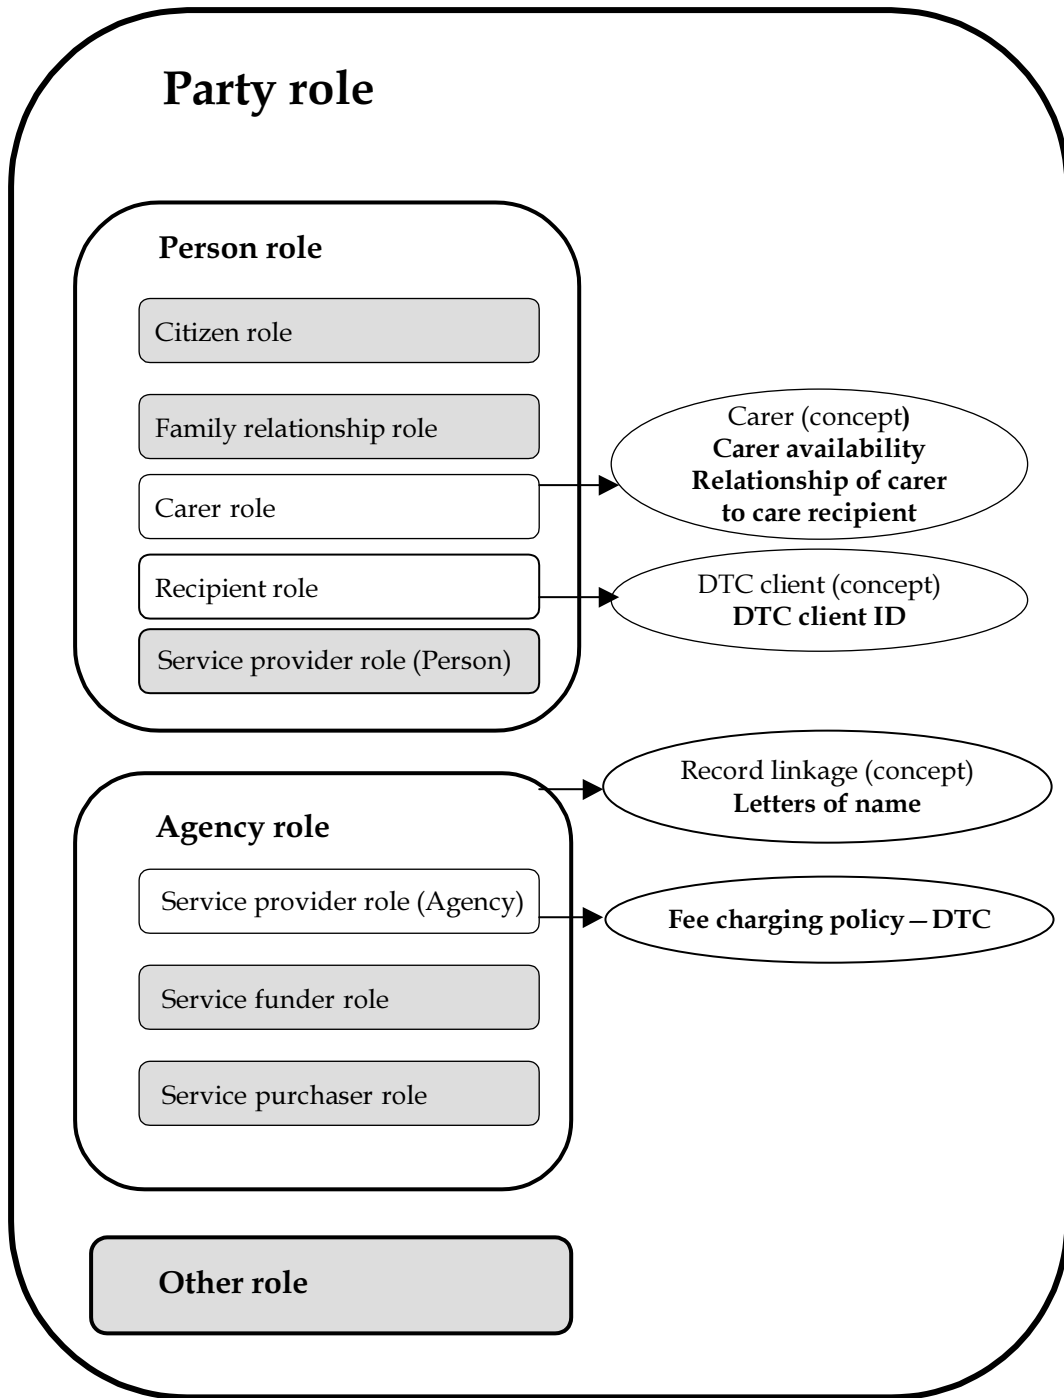 Party role
Person role
Citizen role
Family relationship role
Carer role
Recipient role
Service provider role (Person)
Carer (concept)
Carer availability
Relationship of carer
to care recipient
DTC client (concept)
DTC client ID
Agency role
Service provider role (Agency)
Service funder role
Service purchaser role
Record linkage (concept)
Letters of name
Fee charging policy – DTC
Other role